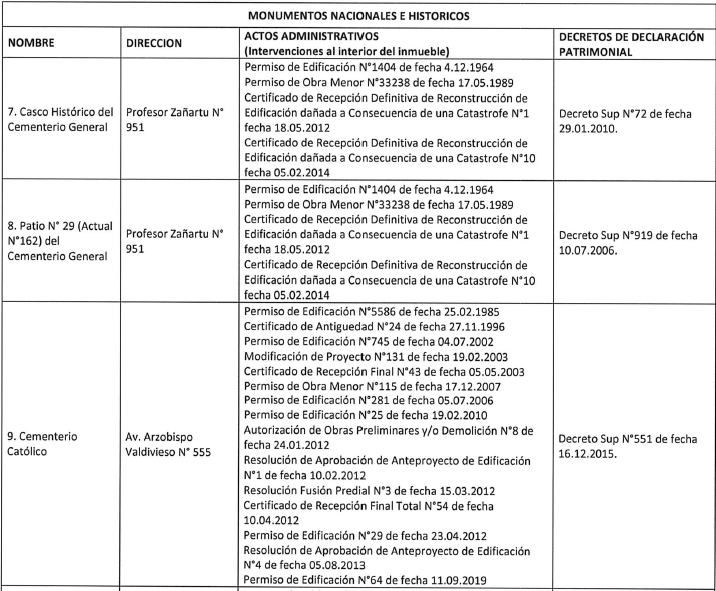 MONUMENTOS NACIONALES E HISTORICOS
NOMBRE
DIRECCION
ACTOS ADMINISTRATIVOS
(Intervenciones al interior del inmueble)
DECRETOS DE DECLARACIÓN
PATRIMONIAL
7. Casco Histórico del
Cementerio General
Profesor Zañartu N°
951
Permiso de Edificación N°1404 de fecha 4.12.1964
Permiso de Obra Menor N°33238 de fecha 17.05.1989
Certificado de Recepción Definitiva de Reconstrucción de
Edificación dañada a Consecuencia de una Catastrofe N°1
fecha 18.05.2012
Certificado de Recepción Definitiva de Reconstrucción de
Edificación dañada a Consecuencia de una Catastrofe N°10
fecha 05.02.2014
Decreto Sup N°72 de fecha
29.01.2010.
8. Patio N° 29 (Actual
N°162) del
Cementerio General
Profesor Zañartu N°
951
Permiso de Edificación N°1404 de fecha 4.12.1964
Permiso de Obra Menor N°33238 de fecha 17.05.1989
Certificado de Recepción Definitiva de Reconstrucción de
Edificación dañada a Consecuencia de una Catastrofe N°1
fecha 18.05.2012
Certificado de Recepción Definitiva de Reconstrucción de
Edificación dañada a Consecuencia de una Catastrofe N°10
fecha 05.02.2014
Decreto Sup N°919 de fecha
10.07.2006.
9. Cementerio
Católico
Av. Arzobispo
Valdivieso N° 555
Permiso de Edificación N°5586 de fecha 25.02.1985
Certificado de Antiguedad N°24 de fecha 27.11.1996
Permiso de Edificación N°745 de fecha 04.07.2002
Modificación de Proyecto N°131 de fecha 19.02.2003
Certificado de Recepción Final N°43 de fecha 05.05.2003
Permiso de Obra Menor N°115 de fecha 17.12.2007
Permiso de Edificación N°281 de fecha 05.07.2006
Permiso de Edificación N°25 de fecha 19.02.2010
Autorización de Obras Preliminares y/o Demolición N°8 de
fecha 24.01.2012
Resolución de Aprobación de Anteproyecto de Edificación
N°1 de fecha 10.02.2012
Resolución Fusión Predial N°3 de fecha 15.03.2012
Certificado de Recepción Final Total N°54 de fecha
10.04.2012
Permiso de Edificación N°29 de fecha 23.04.2012
Resolución de Aprobación de Anteproyecto de Edificación
N°4 de fecha 05.08.2013
Permiso de Edificación N°64 de fecha 11.09.2019
Decreto Sup N°551 de fecha
16.12.2015.